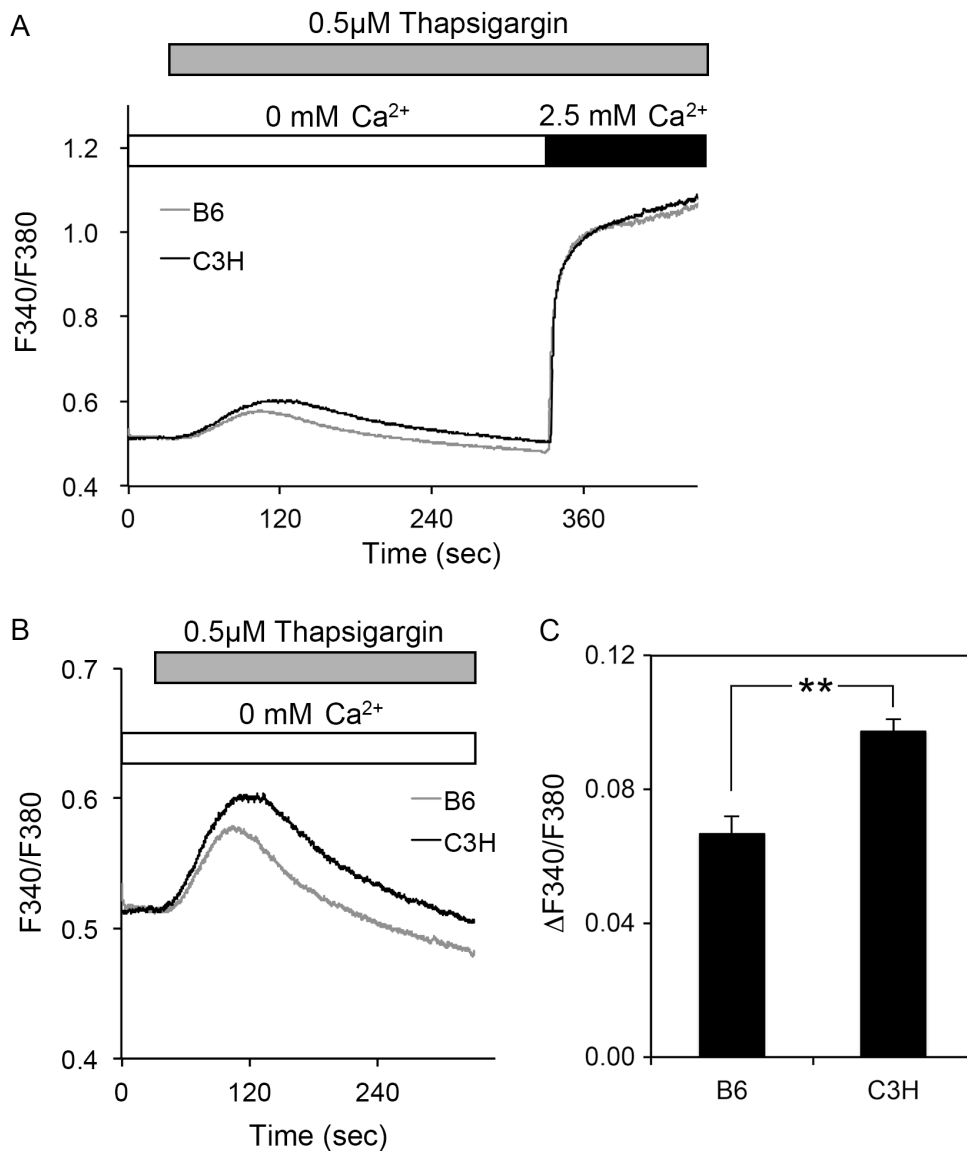 A
0.5µM Thapsigargin
0 mM Ca²⁺ 2.5 mM Ca²⁺
1.2
1.0
0.8
0.6
0.4
F340/F380
B6
C3H
0 120 240 360
Time (sec)
B
0.5µM Thapsigargin
0 mM Ca²⁺
0.7
0.6
0.5
0.4
F340/F380
B6
C3H
0 120 240
Time (sec)
C
0.12
0.08
0.04
0.00
ΔF340/F380
**
B6 C3H